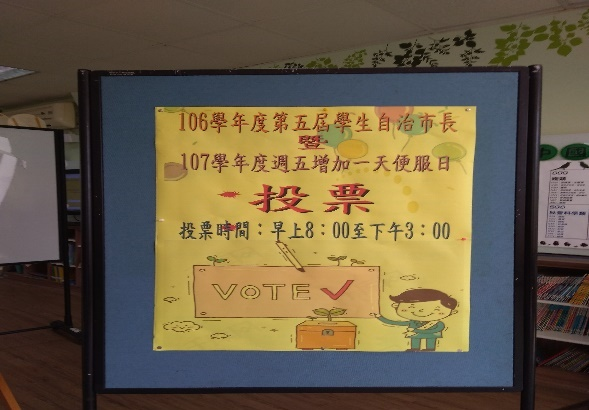 106學年度第五屆學生自治市長
暨
107學年度週五增加一天便服日
投票
投票時間：早上8：00至下午3：00
VOTE